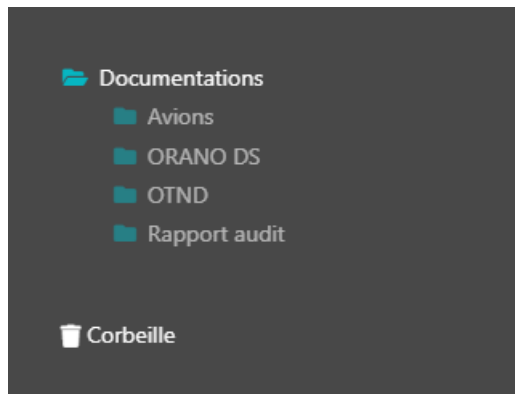 Documentations
Avions
ORANO DS
OTND
Rapport audit
Corbeille